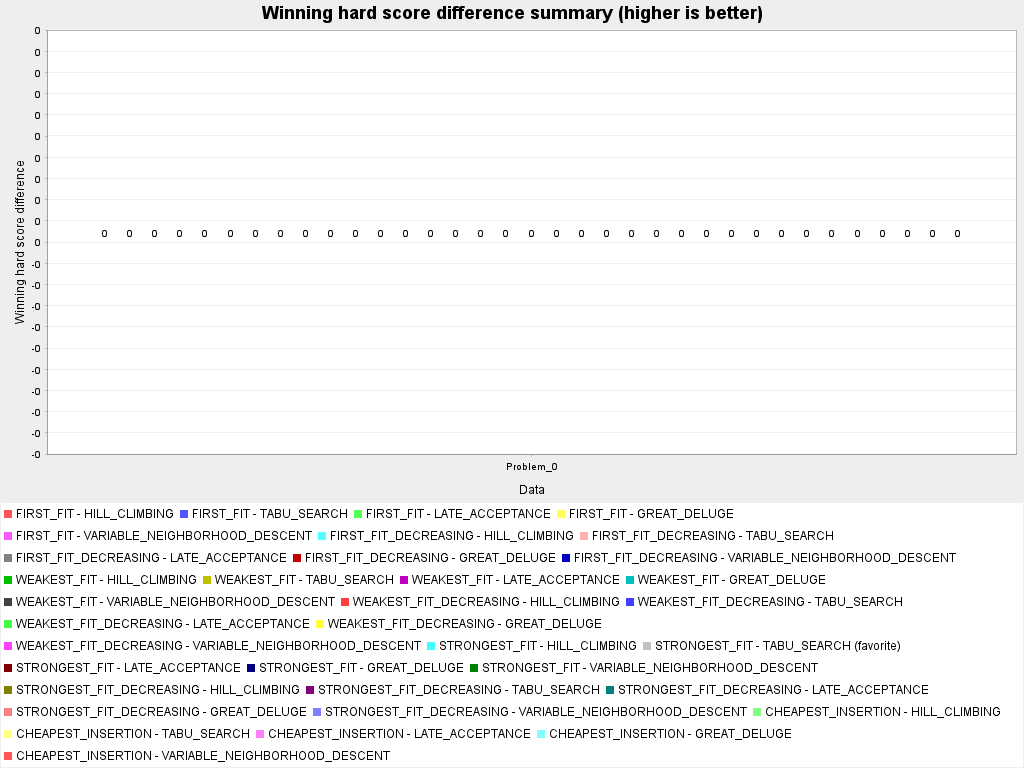 Winning hard score difference summary (higher is better)
0
0
0
0
0
0
0
0
0
0
0
-0
-0
-0
-0
-0
-0
-0
-0
-0
-0
Winning hard score difference
0 0 0 0 0 0 0 0 0 0 0 0 0 0 0 0 0 0 0 0 0 0 0 0 0 0 0 0 0 0 0 0 0 0 0
Problem_0
Data
FIRST_FIT - HILL_CLIMBING FIRST_FIT - TABU_SEARCH FIRST_FIT - LATE_ACCEPTANCE FIRST_FIT - GREAT_DELUGE
FIRST_FIT - VARIABLE_NEIGHBORHOOD_DESCENT FIRST_FIT_DECREASING - HILL_CLIMBING FIRST_FIT_DECREASING - TABU_SEARCH
FIRST_FIT_DECREASING - LATE_ACCEPTANCE FIRST_FIT_DECREASING - GREAT_DELUGE FIRST_FIT_DECREASING - VARIABLE_NEIGHBORHOOD_DESCENT
WEAKEST_FIT - HILL_CLIMBING WEAKEST_FIT - TABU_SEARCH WEAKEST_FIT - LATE_ACCEPTANCE WEAKEST_FIT - GREAT_DELUGE
WEAKEST_FIT - VARIABLE_NEIGHBORHOOD_DESCENT WEAKEST_FIT_DECREASING - HILL_CLIMBING WEAKEST_FIT_DECREASING - TABU_SEARCH
WEAKEST_FIT_DECREASING - LATE_ACCEPTANCE WEAKEST_FIT_DECREASING - GREAT_DELUGE
WEAKEST_FIT_DECREASING - VARIABLE_NEIGHBORHOOD_DESCENT STRONGEST_FIT - HILL_CLIMBING STRONGEST_FIT - TABU_SEARCH (favorite)
STRONGEST_FIT - LATE_ACCEPTANCE STRONGEST_FIT - GREAT_DELUGE STRONGEST_FIT - VARIABLE_NEIGHBORHOOD_DESCENT
STRONGEST_FIT_DECREASING - HILL_CLIMBING STRONGEST_FIT_DECREASING - TABU_SEARCH STRONGEST_FIT_DECREASING - LATE_ACCEPTANCE
STRONGEST_FIT_DECREASING - GREAT_DELUGE STRONGEST_FIT_DECREASING - VARIABLE_NEIGHBORHOOD_DESCENT CHEAPEST_INSERTION - HILL_CLIMBING
CHEAPEST_INSERTION - TABU_SEARCH CHEAPEST_INSERTION - LATE_ACCEPTANCE CHEAPEST_INSERTION - GREAT_DELUGE
CHEAPEST_INSERTION - VARIABLE_NEIGHBORHOOD_DESCENT